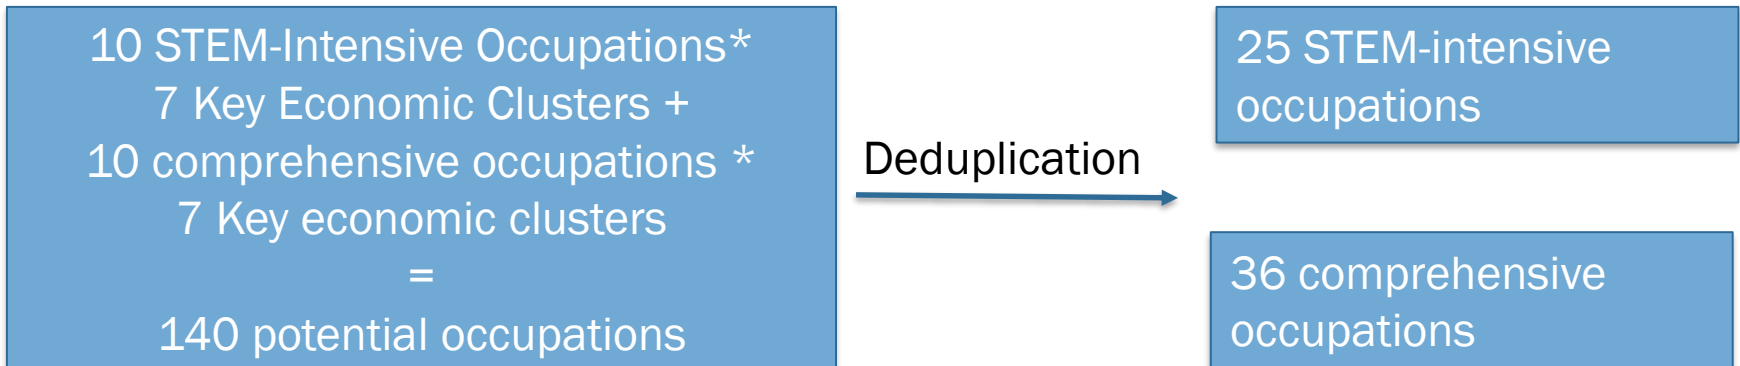 10 STEM-Intensive Occupations*
7 Key Economic Clusters +
10 comprehensive occupations *
7 Key economic clusters
=
140 potential occupations
Deduplication
25 STEM-intensive
occupations
36 comprehensive
occupations